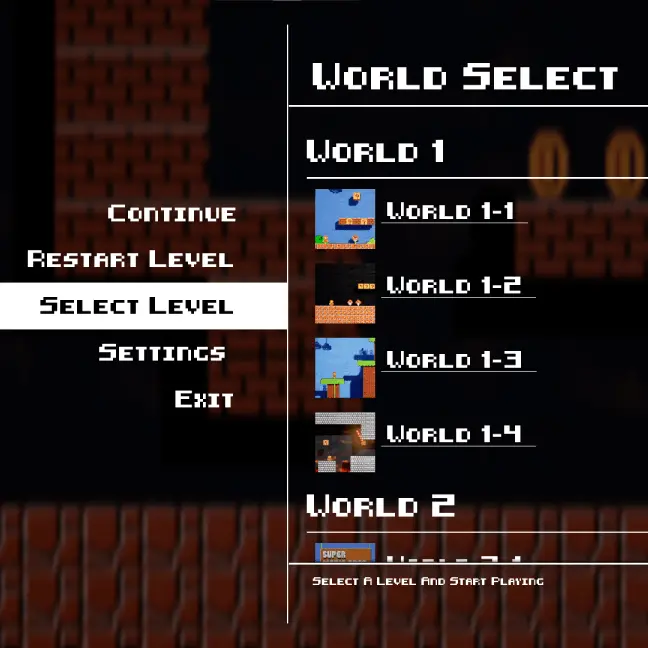 Continue
Restart Level
Select Level
Settings
Exit
World Select
World 1
World 1-1
World 1-2
World 1-3
World 1-4
World 2
SUPER
Select A Level And Start Playing